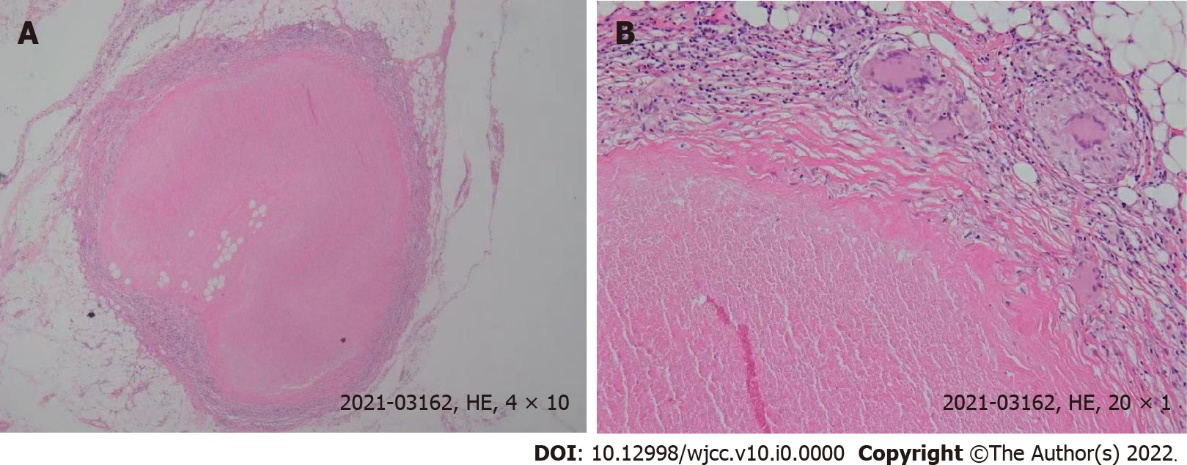 A
B
2021-03162, HE, 4 × 10
2021-03162, HE, 20 × 1
DOI: 10.12998/wjcc.v10.i0.0000 Copyright ©The Author(s) 2022.